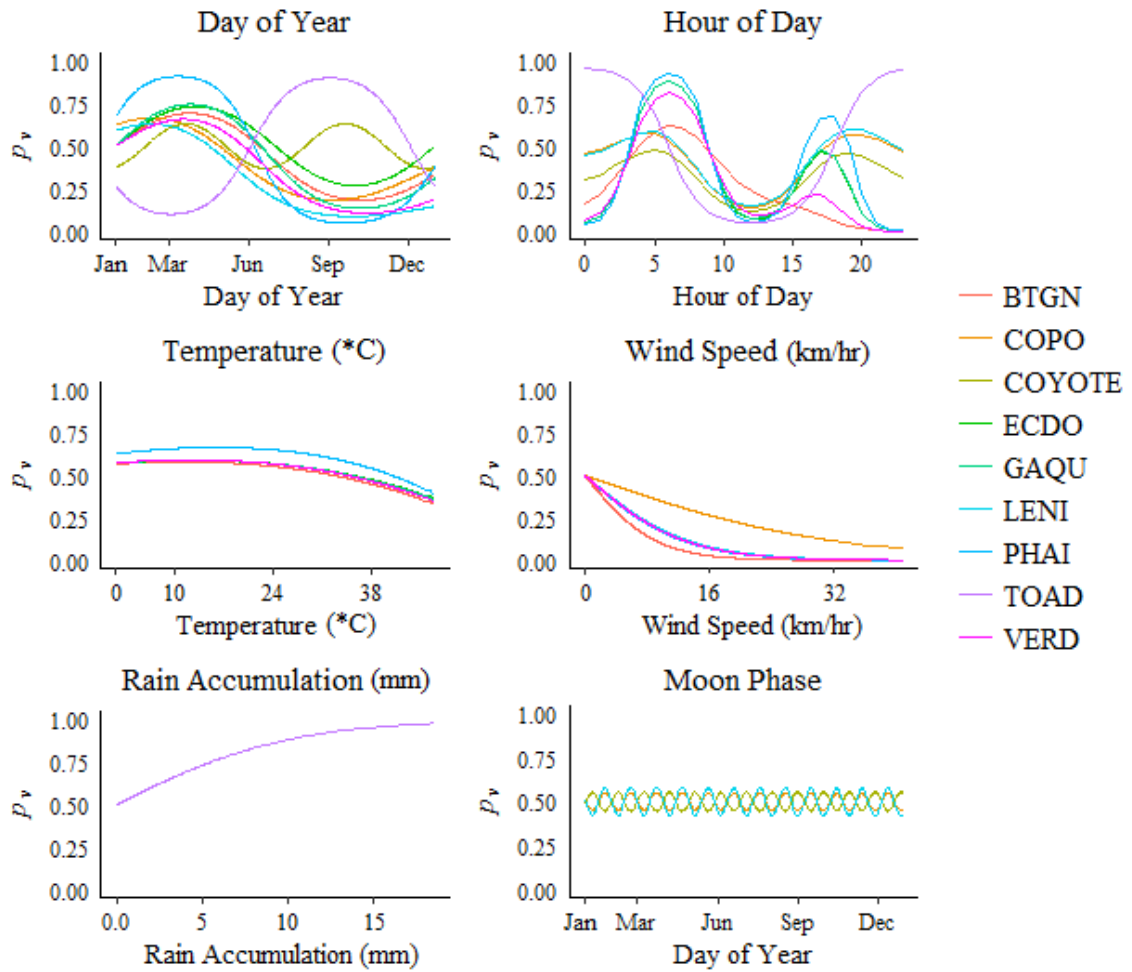 Day of Year
1.00
0.75
0.50
0.25
0.00
p_v
Jan Mar Jun Sep Dec
Day of Year
Hour of Day
1.00
0.75
0.50
0.25
0.00
p_v
0 5 10 15 20
Hour of Day
Temperature (*C)
1.00
0.75
0.50
0.25
0.00
p_v
0 10 24 38
Temperature (*C)
Wind Speed (km/hr)
1.00
0.75
0.50
0.25
0.00
p_v
0 16 32
Wind Speed (km/hr)
Rain Accumulation (mm)
1.00
0.75
0.50
0.25
0.00
p_v
0.0 5 10 15
Rain Accumulation (mm)
Moon Phase
1.00
0.75
0.50
0.25
0.00
p_v
Jan Mar Jun Sep Dec
Day of Year
BTGN
COPO
COYOTE
ECDO
GAQU
LENI
PHAI
TOAD
VERD